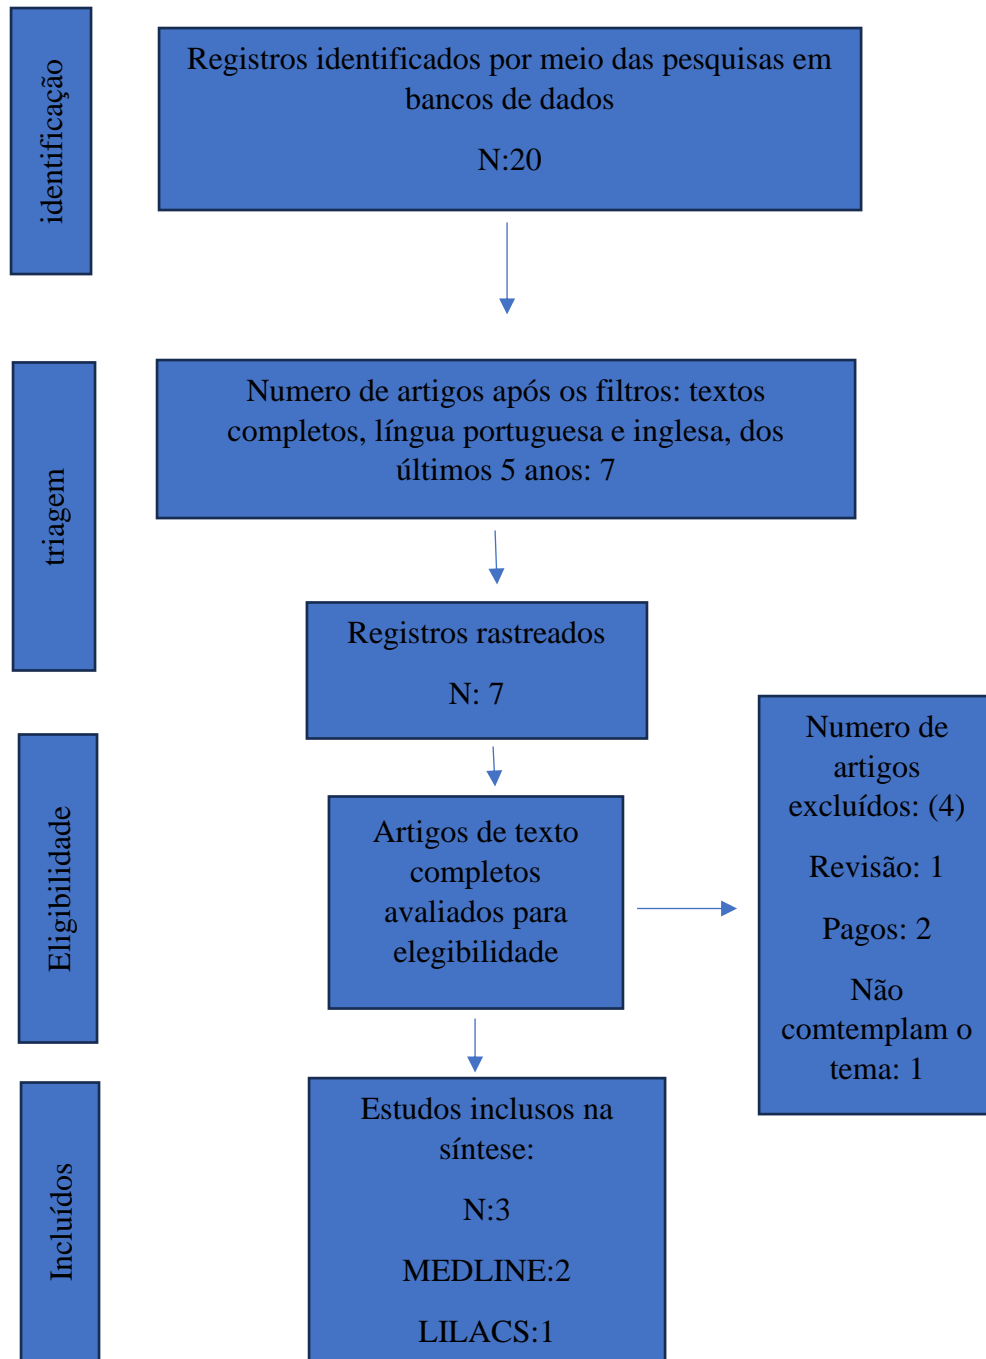 identificação
Registros identificados por meio das pesquisas em
bancos de dados
N:20
triagem
Numero de artigos após os filtros: textos
completos, língua portuguesa e inglesa, dos
últimos 5 anos: 7
Registros rastreados
N: 7
Eligibilidade
Artigos de texto
completos
avaliados para
elegibilidade
Numero de
artigos
excluídos: (4)
Revisão: 1
Pagos: 2
Não
comtemplam o
tema: 1
Incluídos
Estudos inclusos na
síntese:
N:3
MEDLINE:2
LILACS:1